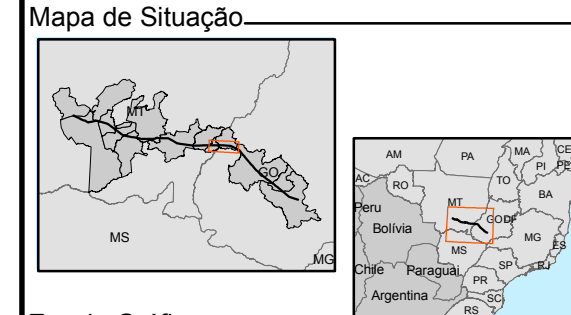 Mapa de Situação
MT
GO
MS
MG
AM
PA
MA
CE
PI
AC
RO
TO
BA
Peru
MT
GO
DF
Bolívia
MS
MG
ES
Chile
Paraguai
SP
RJ
PR
Argentina
SC
RS